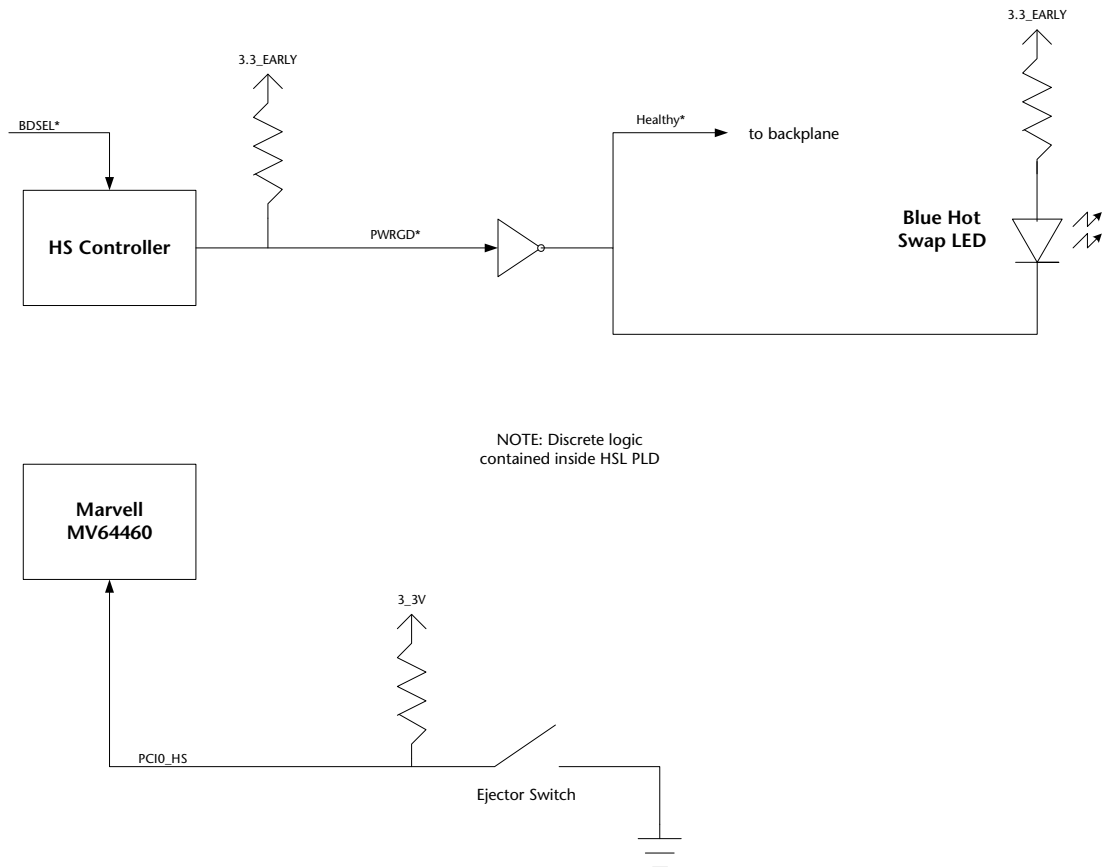 3.3_EARLY
3.3_EARLY
BDSEL*
Healthy*
to backplane
HS Controller
PWRGD*
Blue Hot
Swap LED
NOTE: Discrete logic
contained inside HSL PLD
Marvell
MV64460
3_3V
PCI0_HS
Ejector Switch